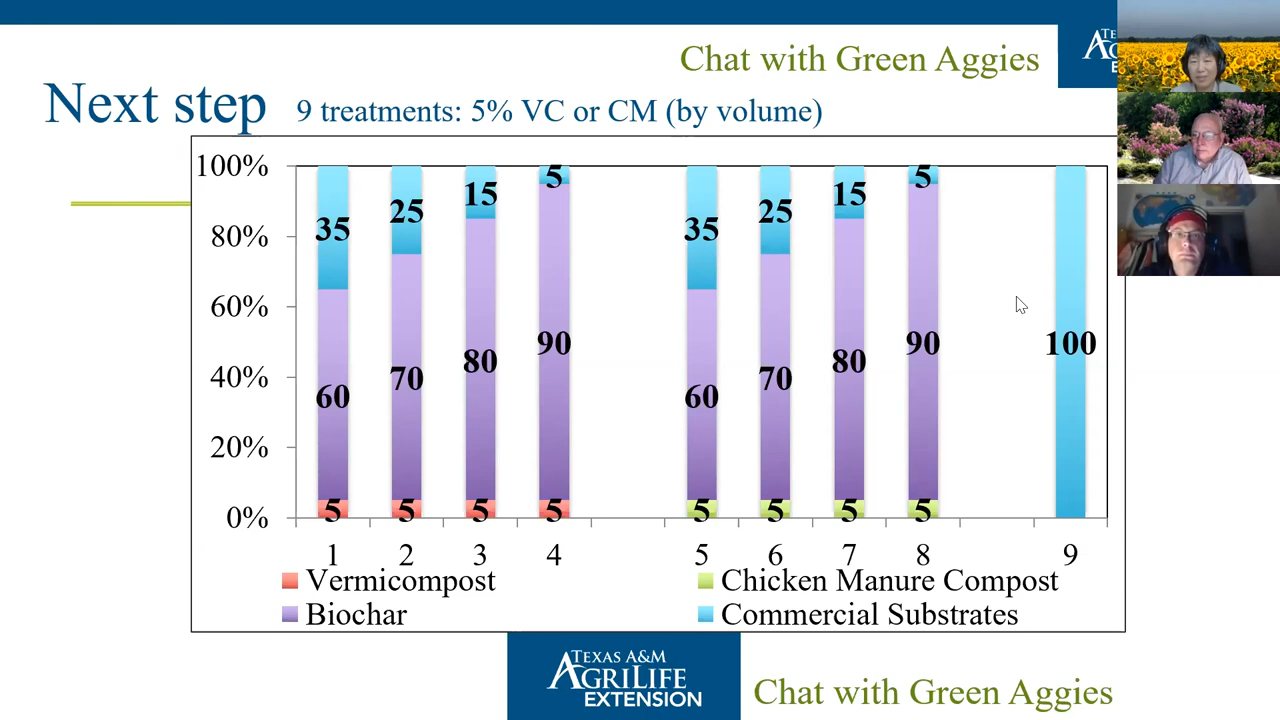 Chat with Green Aggies
Next step
9 treatments: 5% VC or CM (by volume)
100%
80%
60%
40%
20%
0%
35 25 15 5 35 25 15 5
60 70 80 90 60 70 80 90 100
5 5 5 5 5 5 5 5
1 2 3 4 5 6 7 8 9
Vermicompost
Chicken Manure Compost
Biochar
Commercial Substrates
TEXAS A&M
AGRILIFE
EXTENSION
Chat with Green Aggies